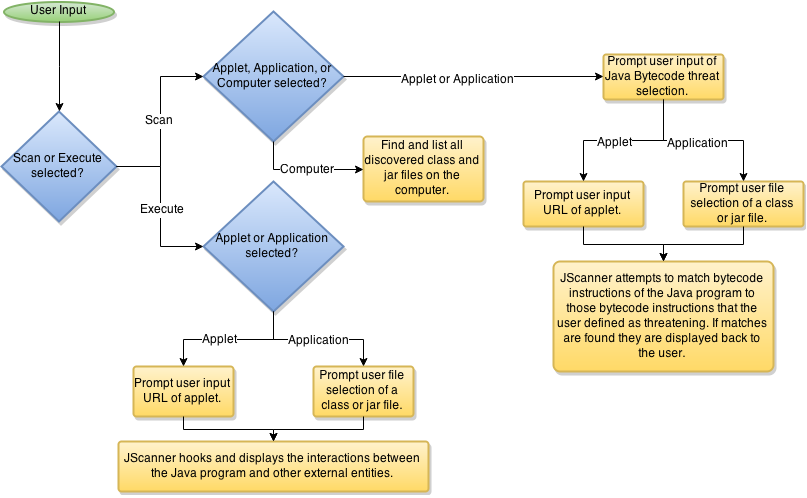 User Input
Scan or Execute
selected?
Scan
Execute
Applet, Application, or
Computer selected?
Applet or Application
Computer
Find and list all
discovered class and
jar files on the
computer.
Prompt user input of
Java Bytecode threat
selection.
Applet
Application
Prompt user input
URL of applet.
Prompt user file
selection of a class
or jar file.
JScanner attempts to match bytecode
instructions of the Java program to
those bytecode instructions that the
user defined as threatening. If matches
are found they are displayed back to
the user.
Applet or Application
selected?
Applet
Application
Prompt user input
URL of applet.
Prompt user file
selection of a
class or jar file.
JScanner hooks and displays the interactions between
the Java program and other external entities.